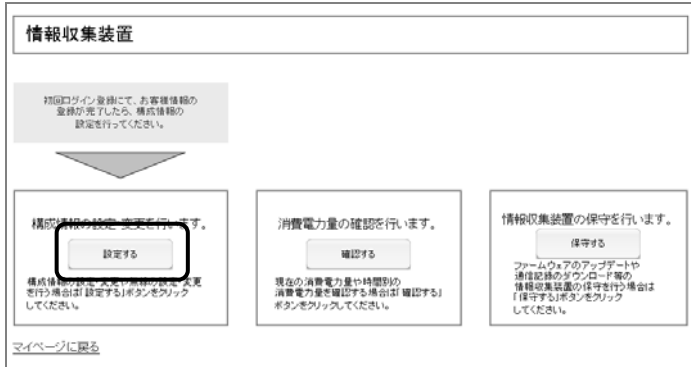 情報収集装置
初回ログイン登録にて、お客様情報の
登録が完了したら、構成情報の
設定を行ってください。
構成情報の設定・変更を行います。
設定する
構成情報の設定・変更や無線の設定・変更
を行う場合は「設定する」ボタンをクリック
してください。
消費電力量の確認を行います。
確認する
現在の消費電力量や時間別の
消費電力量を確認する場合は「確認する」
ボタンをクリックしてください。
情報収集装置の保守を行います。
保守する
ファームウェアのアップデートや
通信記録のダウンロード等の
情報収集装置の保守を行う場合は
「保守する」ボタンをクリック
してください。
マイページに戻る